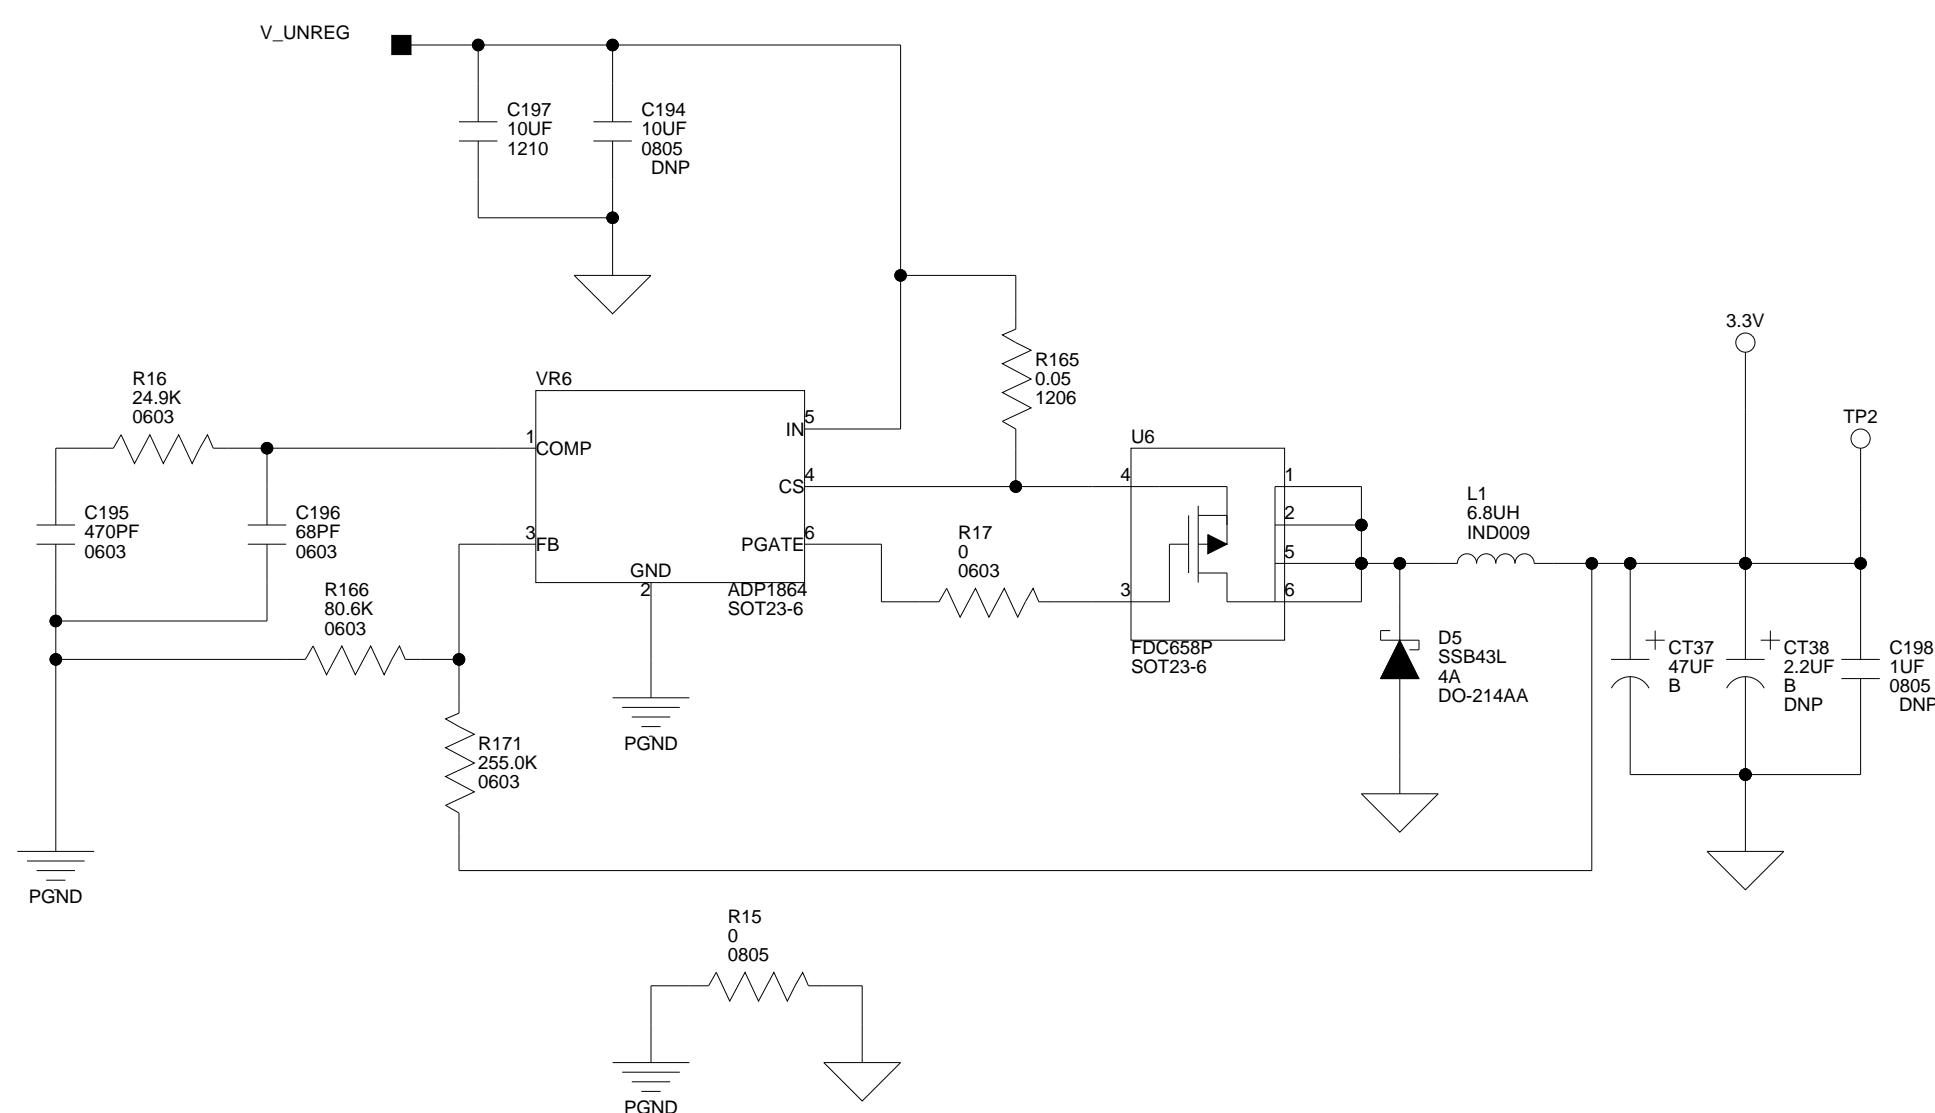 V_UNREG
C197
10UF
1210
C194
10UF
0805
DNP
3.3V
TP2
R16
24.9K
0603
VR6
5
IN
R165
0.05
1206
1
COMP
4
CS
U6
4
1
2
5
6
3
L1
6.8UH
IND009
C195
470PF
0603
C196
68PF
0603
3
FB
PGATE
6
R17
0
0603
GND
2
ADP1864
SOT23-6
R166
80.6K
0603
FDC658P
SOT23-6
D5
SSB43L
4A
DO-214AA
CT37
47UF
B
CT38
2.2UF
B
DNP
C198
1UF
0805
DNP
R171
255.0K
0603
PGND
PGND
R15
0
0805
PGND